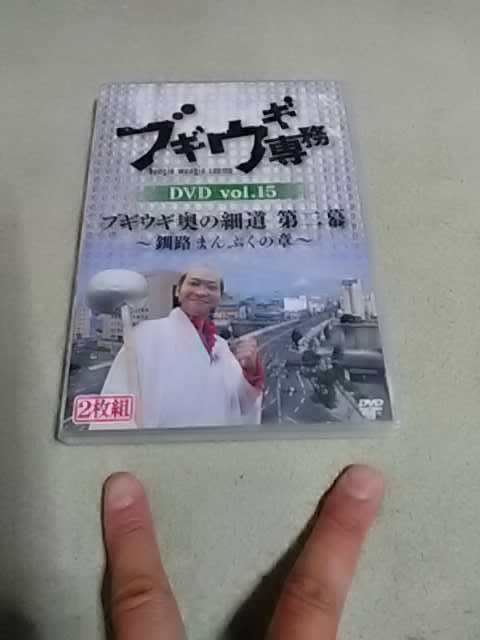 ブギウギ専務
boogie woogie senmu
DVD vol.15
ブギウギ奥の細道 第二幕
～釧路まんぷくの章～
2枚組
DVD